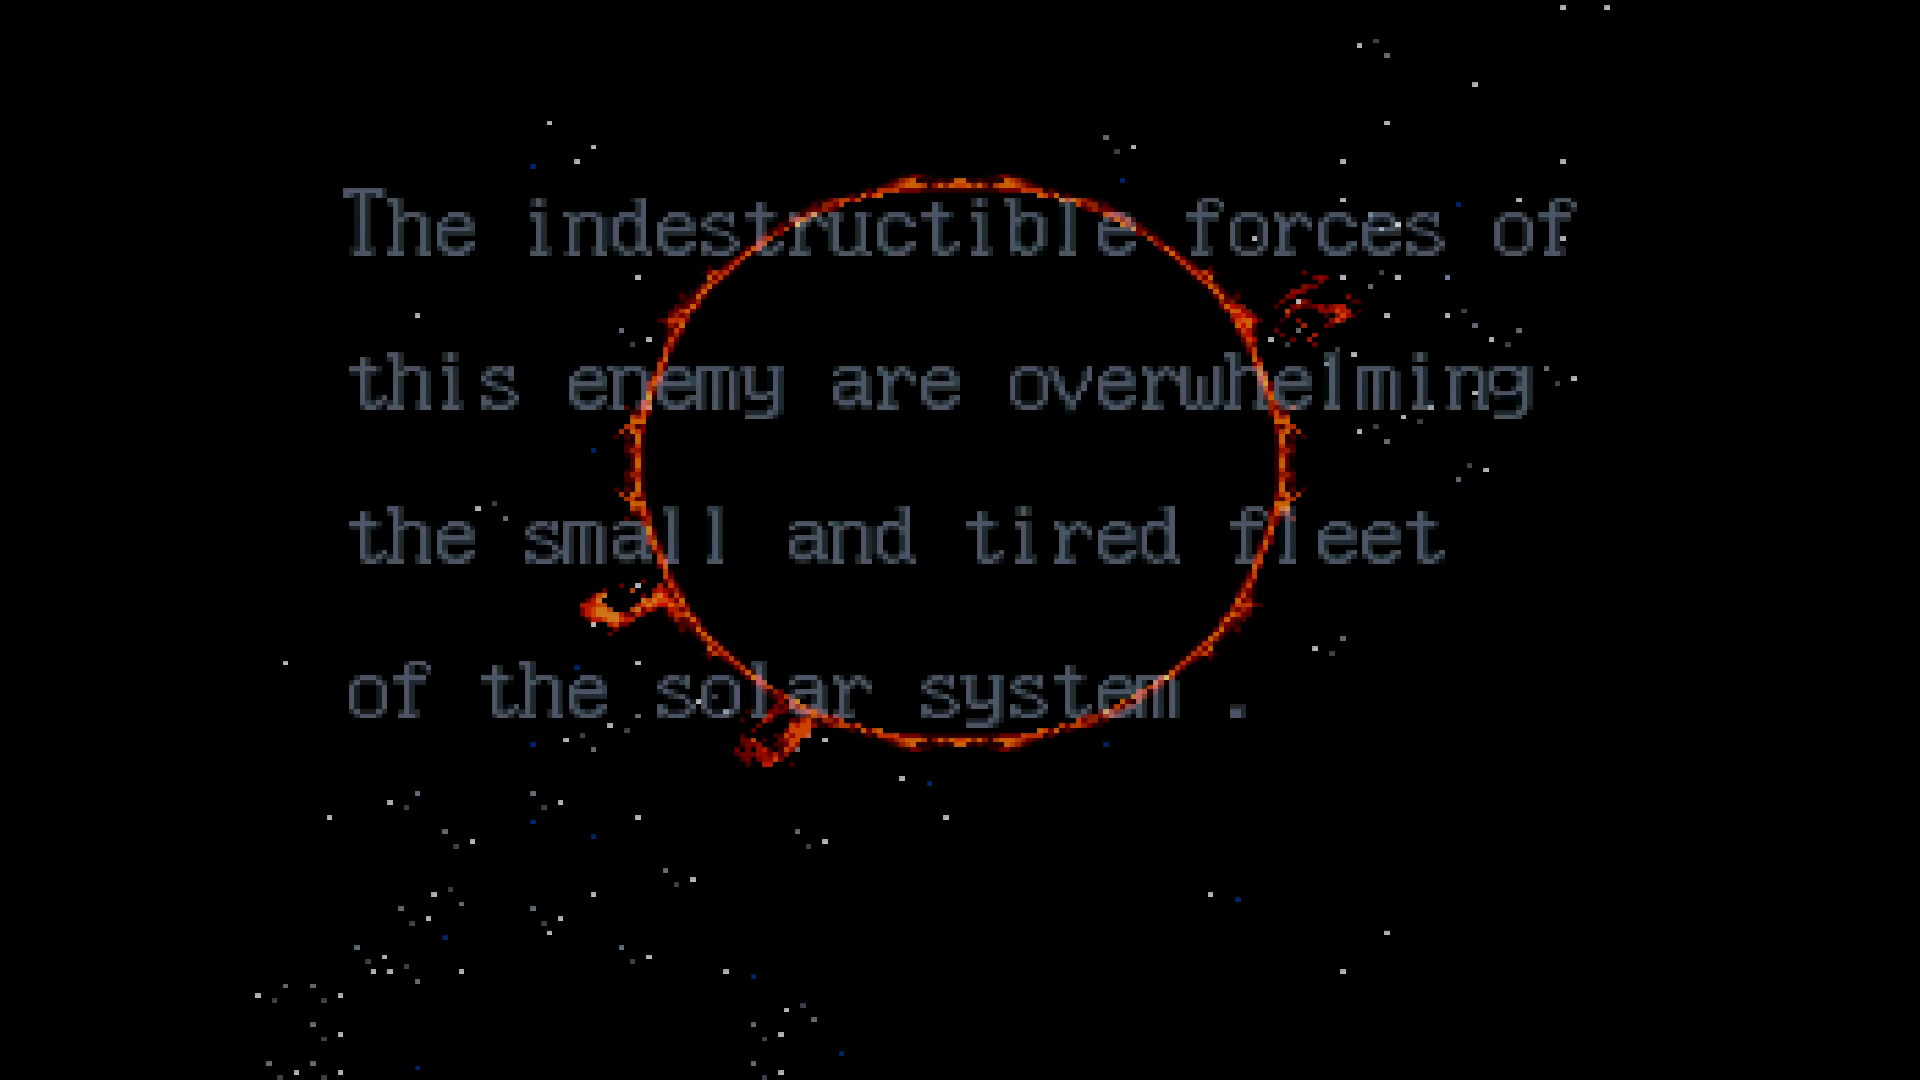 The indestructible forces of
this enemy are overwhelming
the small and tired fleet
of the solar system .